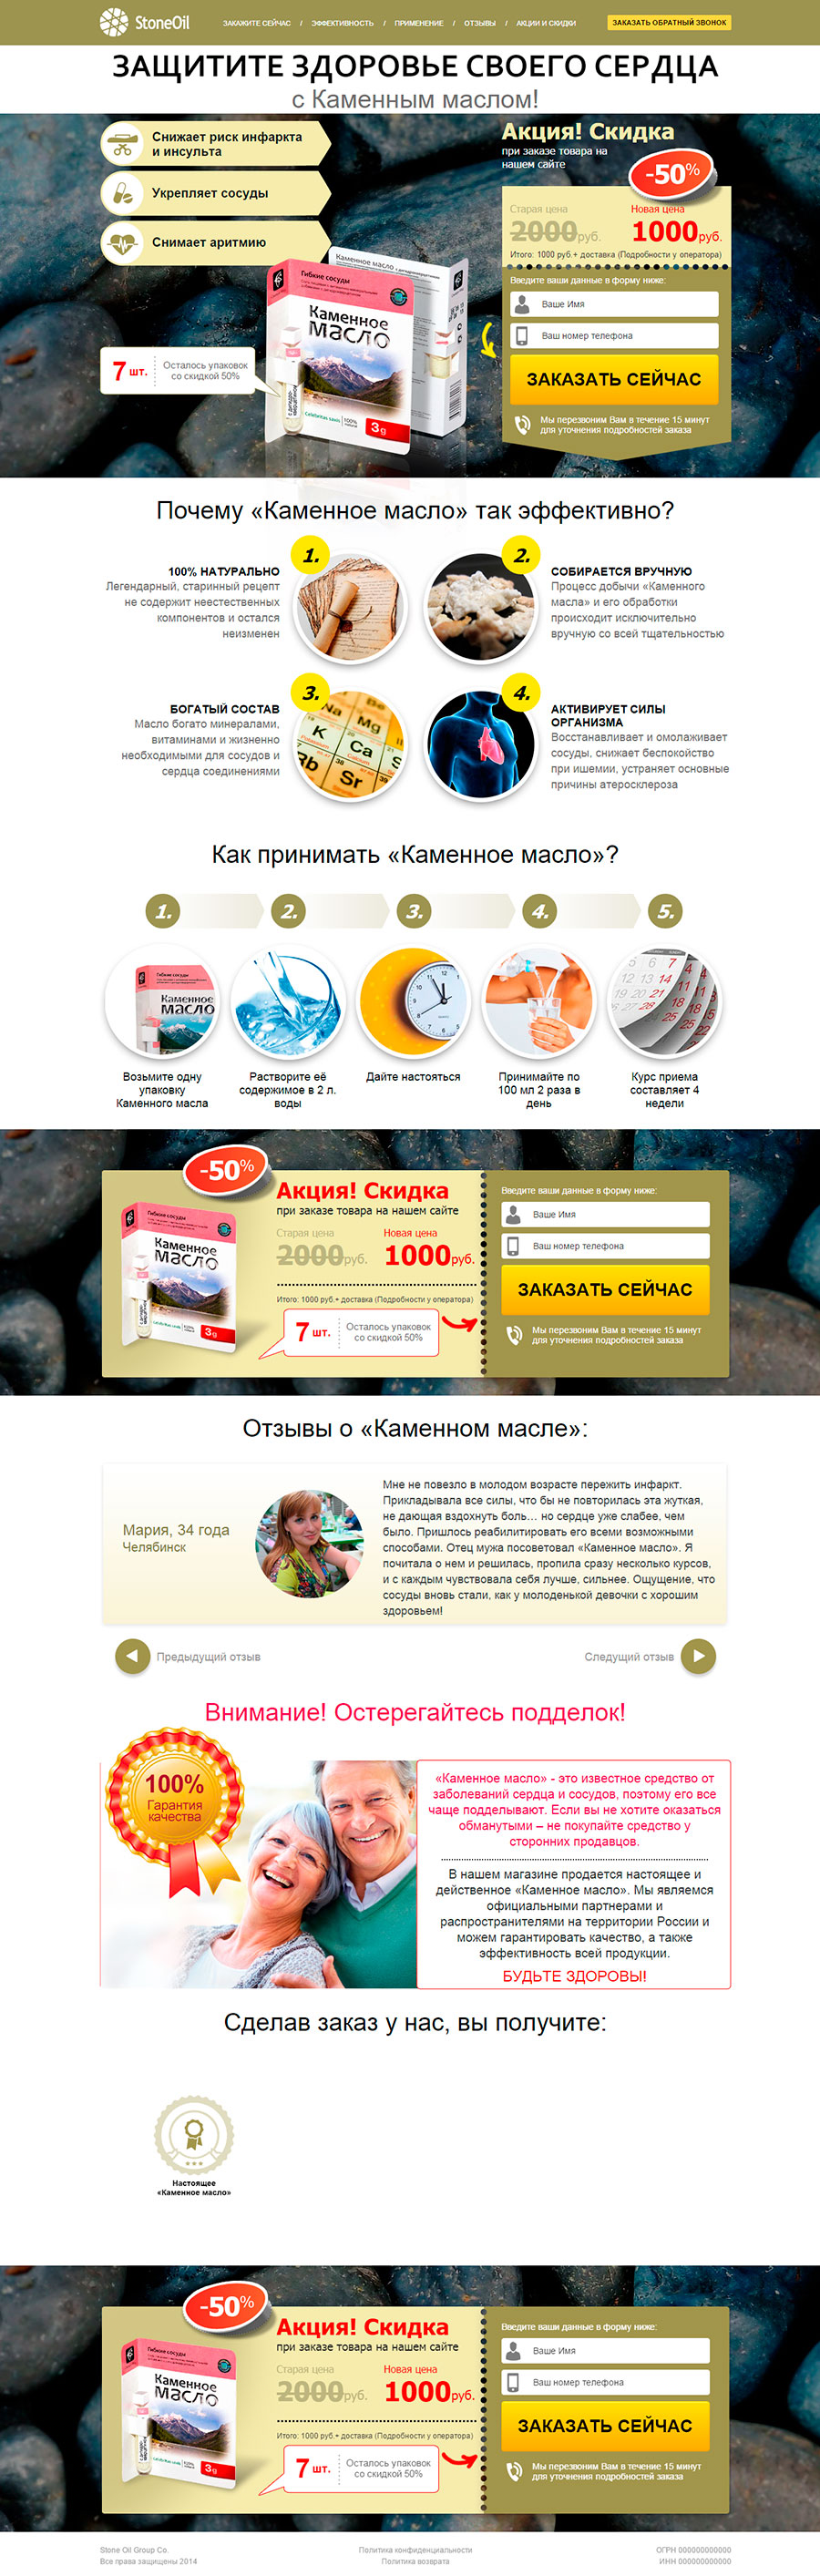 StoneOil
ЗАКАЖИТЕ СЕЙЧАС / ЭФФЕКТИВНОСТЬ / ПРИМЕНЕНИЕ / ОТЗЫВЫ / АКЦИИ И СКИДКИ
ЗАКАЗАТЬ ОБРАТНЫЙ ЗВОНОК
ЗАЩИТИТЕ ЗДОРОВЬЕ СВОЕГО СЕРДЦА
с Каменным маслом!
Снижает риск инфаркта
и инсульта
Укрепляет сосуды
Снимает аритмию
Гибкие сосуды
Каменное
масло
Каменное масло
100%
3g
7 шт.
Осталось упаковок
со скидкой 50%
Акция! Скидка
при заказе товара на
нашем сайте
-50%
Старая цена
2000руб.
Новая цена
1000руб.
Итого: 1000 руб.+ доставка (Подробности у оператора)
Введите ваши данные в форму ниже:
Ваше Имя
Ваш номер телефона
ЗАКАЗАТЬ СЕЙЧАС
Мы перезвоним Вам в течение 15 минут
для уточнения подробностей заказа
Почему «Каменное масло» так эффективно?
1.
100% НАТУРАЛЬНО
Легендарный, старинный рецепт
не содержит неестественных
компонентов и остался
неизменен
2.
СОБИРАЕТСЯ ВРУЧНУЮ
Процесс добычи «Каменного
масла» и его обработки
происходит исключительно
вручную со всей тщательностью
3.
БОГАТЫЙ СОСТАВ
Масло богато минералами,
витаминами и жизненно
необходимыми для сосудов и
сердца соединениями
Na Mg
K Ca
Rb Sr
4.
АКТИВИРУЕТ СИЛЫ
ОРГАНИЗМА
Восстанавливает и омолаживает
сосуды, снижает беспокойство
при ишемии, устраняет основные
причины атеросклероза
Как принимать «Каменное масло»?
1.
2.
3.
4.
5.
Гибкие сосуды
Каменное
масло
Возьмите одну
упаковку
Каменного масла
Растворите её
содержимое в 2 л.
воды
Дайте настояться
Принимайте по
100 мл 2 раза в
день
Курс приема
составляет 4
недели
-50%
Гибкие сосуды
Каменное
масло
3g
Акция! Скидка
при заказе товара на нашем сайте
Старая цена
2000руб.
Новая цена
1000руб.
Итого: 1000 руб.+ доставка (Подробности у оператора)
7 шт.
Осталось упаковок
со скидкой 50%
Введите ваши данные в форму ниже:
Ваше Имя
Ваш номер телефона
ЗАКАЗАТЬ СЕЙЧАС
Мы перезвоним Вам в течение 15 минут
для уточнения подробностей заказа
Отзывы о «Каменном масле»:
Мария, 34 года
Челябинск
Мне не повезло в молодом возрасте пережить инфаркт.
Прикладывала все силы, что бы не повторилась эта жуткая,
не дающая вздохнуть боль... но сердце уже слабее, чем
было. Пришлось реабилитировать его всеми возможными
способами. Отец мужа посоветовал «Каменное масло». Я
почитала о нем и решилась, пропила сразу несколько курсов,
и с каждым чувствовала себя лучше, сильнее. Ощущение, что
сосуды вновь стали, как у молоденькой девочки с хорошим
здоровьем!
Предыдущий отзыв
Следущий отзыв
Внимание! Остерегайтесь подделок!
100%
Гарантия
качества
«Каменное масло» - это известное средство от
заболеваний сердца и сосудов, поэтому его все
чаще подделывают. Если вы не хотите оказаться
обманутыми – не покупайте средство у
сторонних продавцов.
В нашем магазине продается настоящее и
действенное «Каменное масло». Мы являемся
официальными партнерами и
распространителями на территории России и
можем гарантировать качество, а также
эффективность всей продукции.
БУДЬТЕ ЗДОРОВЫ!
Сделав заказ у нас, вы получите:
Настоящее
«Каменное масло»
-50%
Гибкие сосуды
Каменное
масло
3g
Акция! Скидка
при заказе товара на нашем сайте
Старая цена
2000руб.
Новая цена
1000руб.
Итого: 1000 руб.+ доставка (Подробности у оператора)
7 шт.
Осталось упаковок
со скидкой 50%
Введите ваши данные в форму ниже:
Ваше Имя
Ваш номер телефона
ЗАКАЗАТЬ СЕЙЧАС
Мы перезвоним Вам в течение 15 минут
для уточнения подробностей заказа
Stone Oil Group Co.
Все права защищены 2014
Политика конфиденциальности
Политика возврата
ОГРН 000000000000
ИНН 000000000000